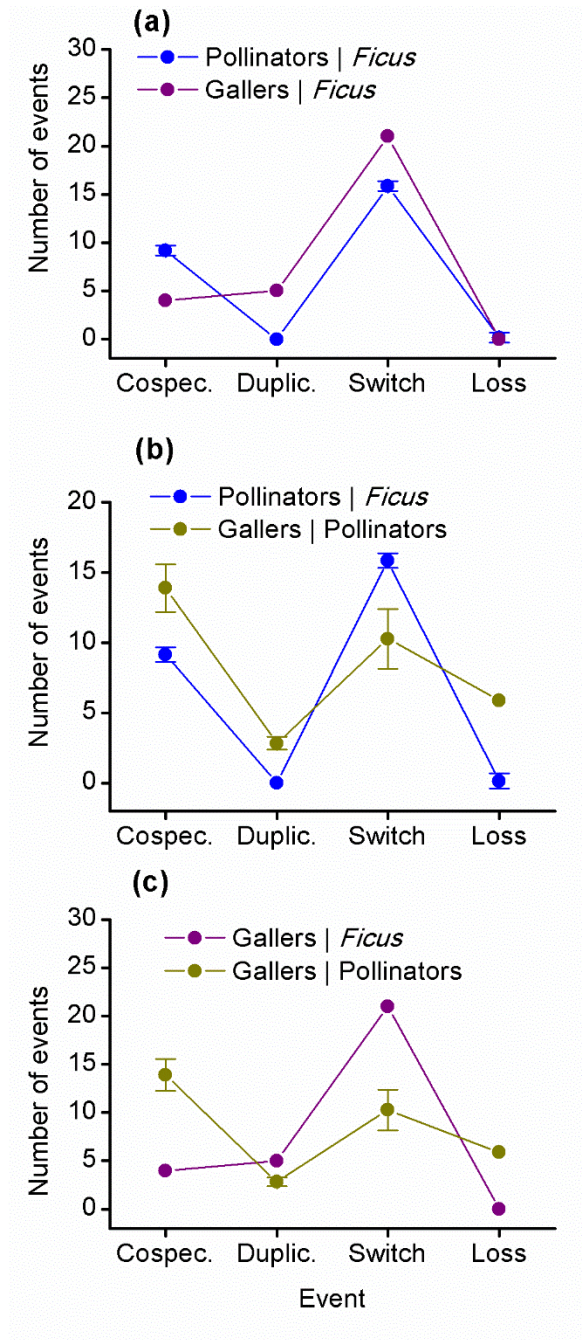 (a)
Pollinators | Ficus
Gallers | Ficus
Number of events
30
25
20
15
10
5
0
Cospec. Duplic. Switch Loss
(b)
Pollinators | Ficus
Gallers | Pollinators
Number of events
20
15
10
5
0
Cospec. Duplic. Switch Loss
(c)
Gallers | Ficus
Gallers | Pollinators
Number of events
30
25
20
15
10
5
0
Cospec. Duplic. Switch Loss
Event